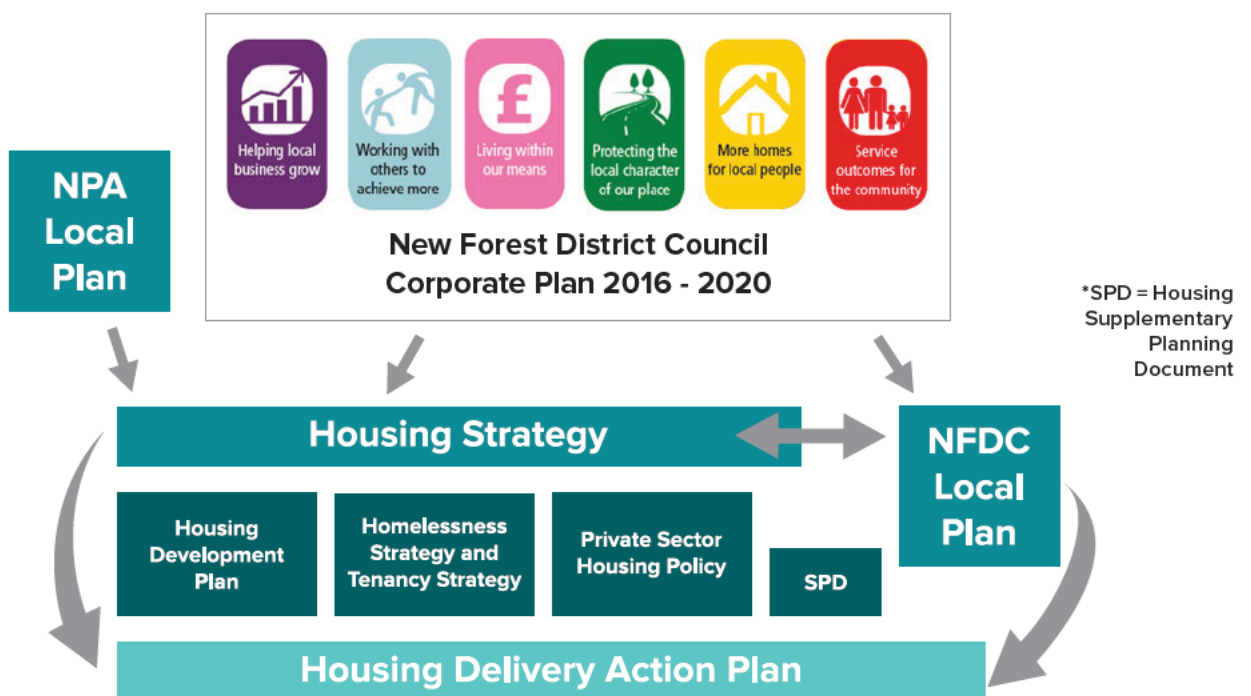 Helping local
business grow
Working with
others to
achieve more
£
Living within
our means
Protecting the
local character
of our place
More homes
for local people
Service
outcomes for
the community
New Forest District Council
Corporate Plan 2016 - 2020
NPA
Local
Plan
*SPD = Housing
Supplementary
Planning
Document
Housing Strategy
NFDC
Local
Plan
Housing
Development
Plan
Homelessness
Strategy and
Tenancy Strategy
Private Sector
Housing Policy
SPD
Housing Delivery Action Plan